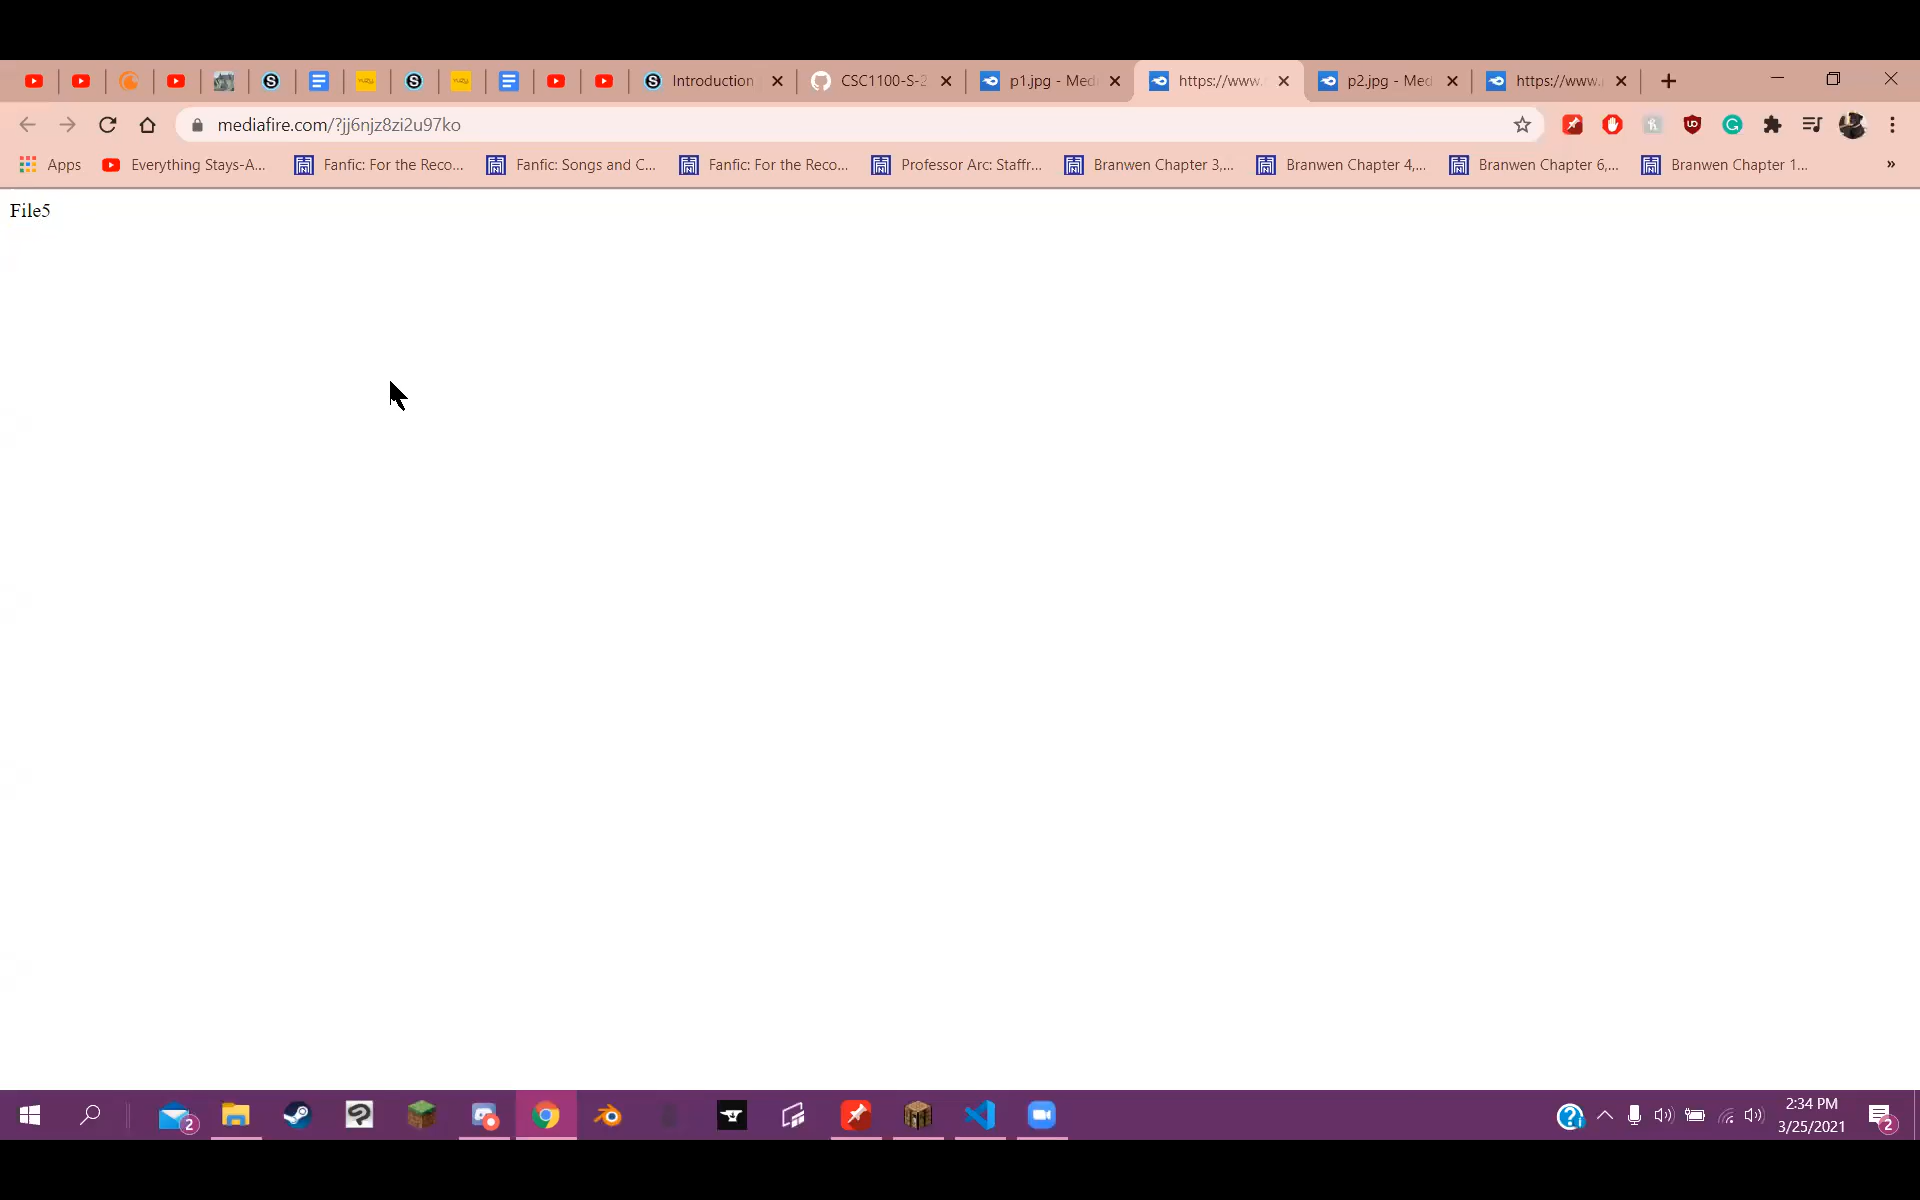 Introduction
CSC1100-S-2
p1.jpg - Med
https://www.
p2.jpg - Med
https://www.
mediafire.com/?jj6njz8zi2u97ko
Apps
Everything Stays-A...
Fanfic: For the Reco...
Fanfic: Songs and C...
Fanfic: For the Reco...
Professor Arc: Staffr...
Branwen Chapter 3,...
Branwen Chapter 4,...
Branwen Chapter 6,...
Branwen Chapter 1...
»
File5
2
2:34 PM
3/25/2021
2